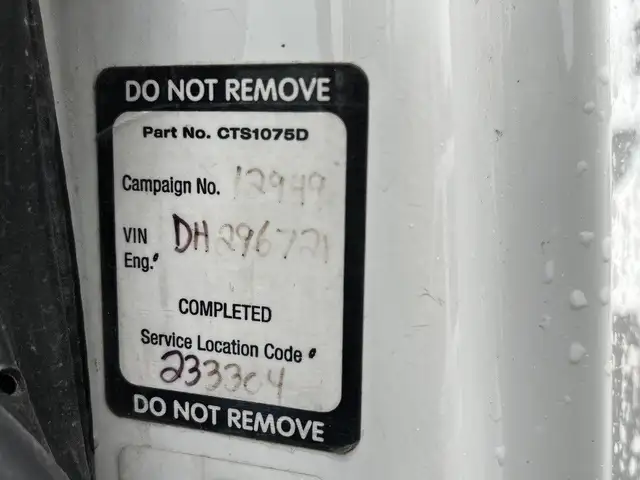 DO NOT REMOVE
Part No. CTS1075D
Campaign No. 12949
VIN DH296721
Eng.
COMPLETED
Service Location Code
233304
DO NOT REMOVE